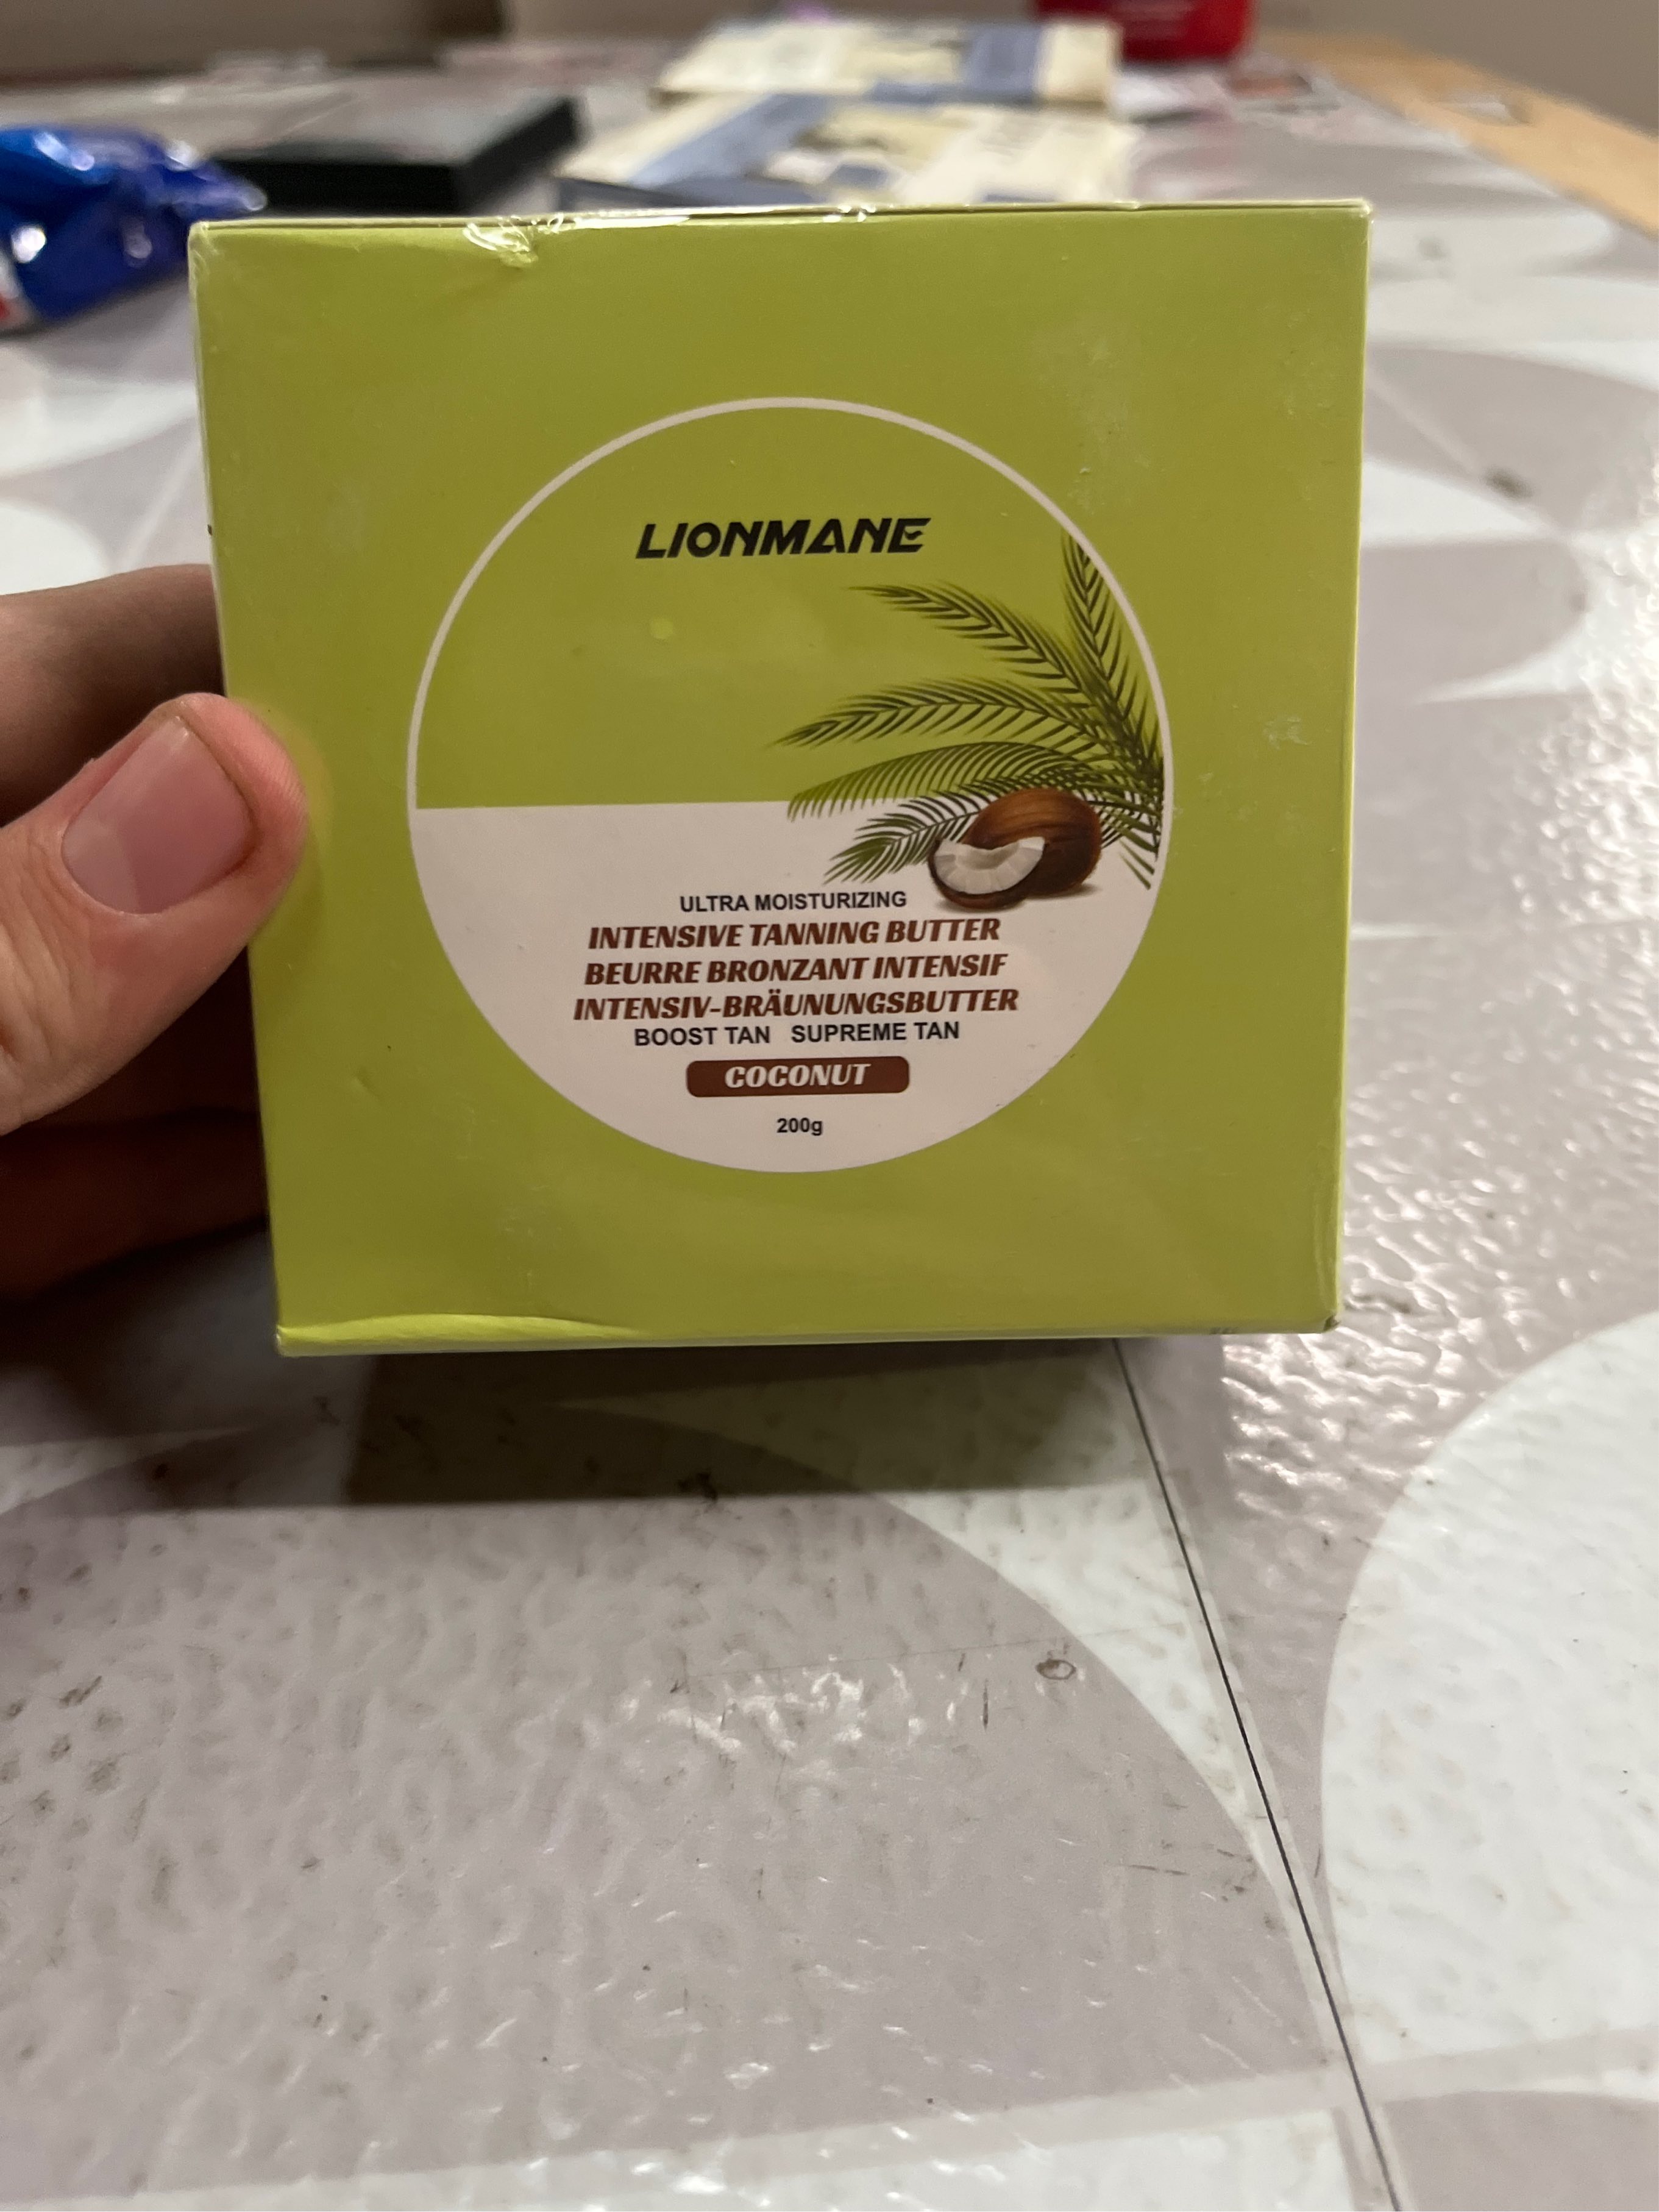 LIONMANE
ULTRA MOISTURIZING
INTENSIVE TANNING BUTTER
BEURRE BRONZANT INTENSIF
INTENSIV-BRÄUNUNGSBUTTER
BOOST TAN SUPREME TAN
COCONUT
200g